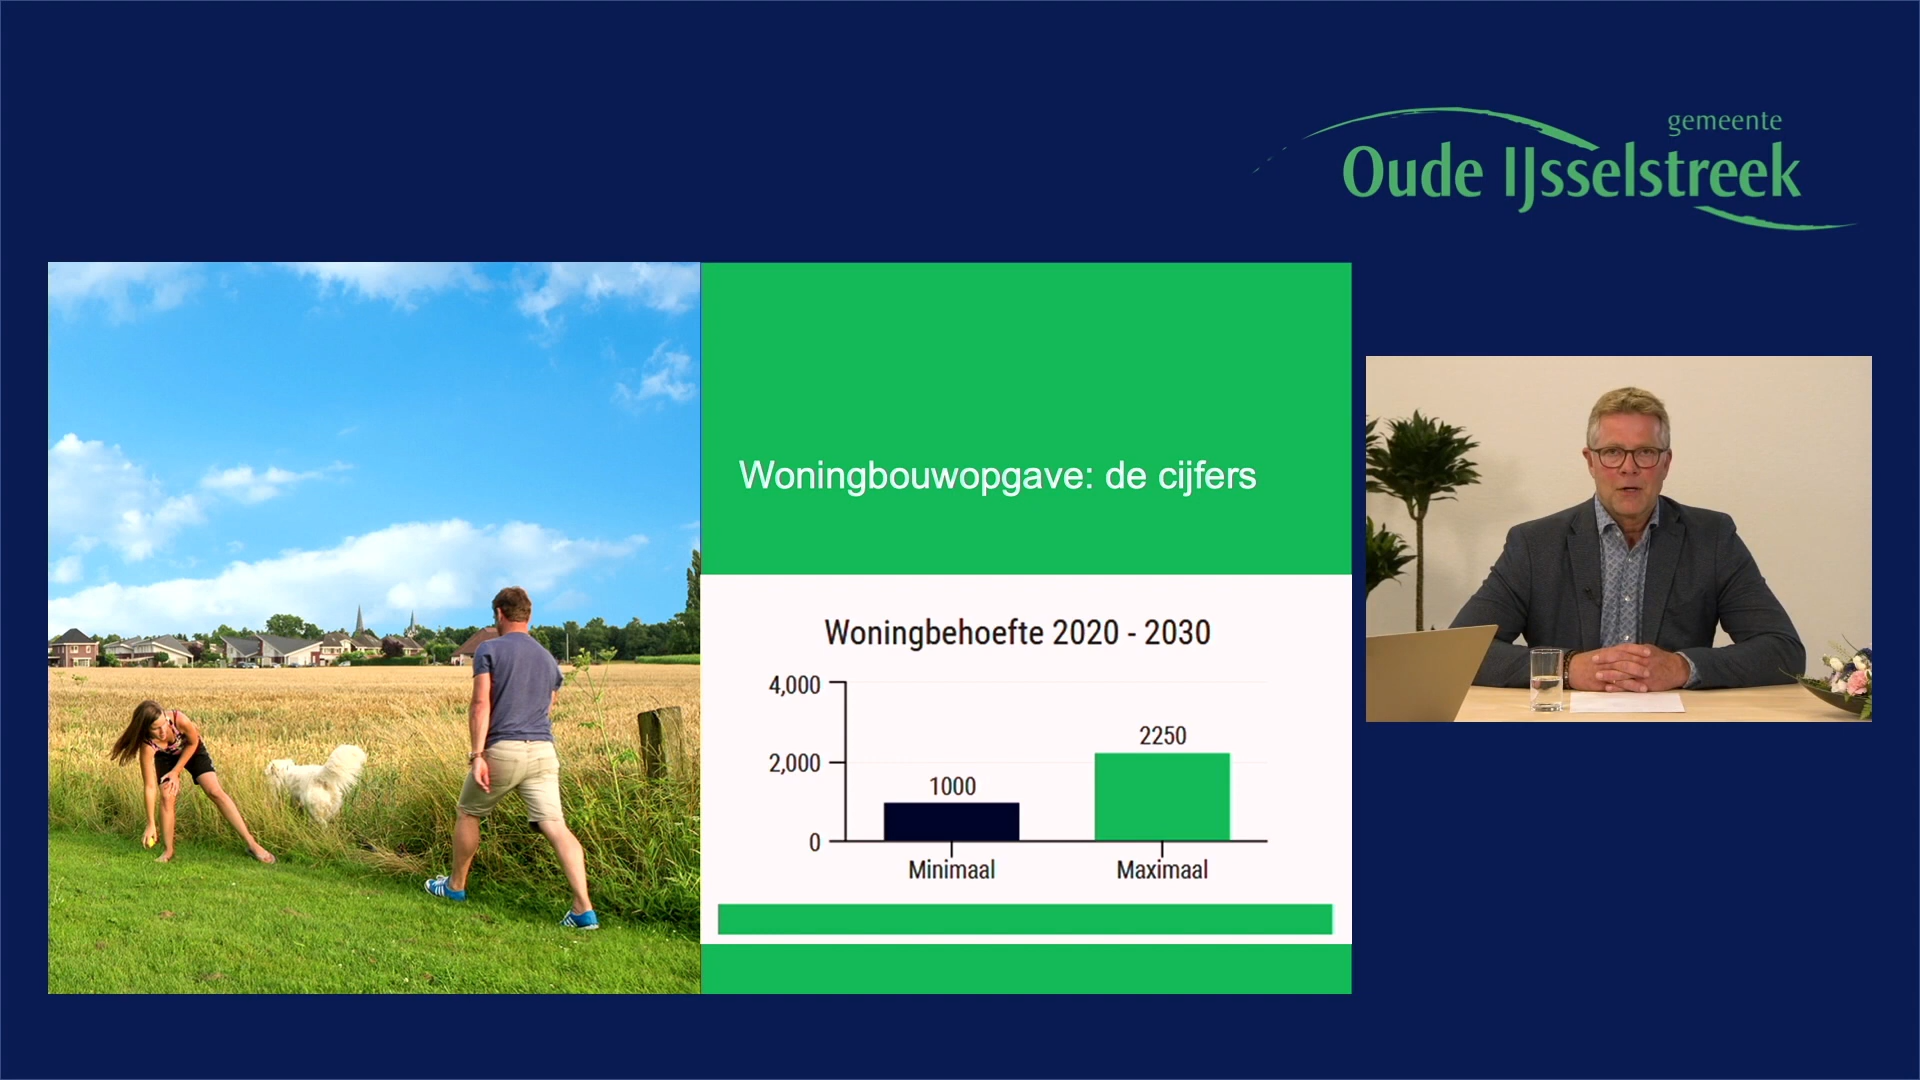 gemeente
Oude IJsselstreek
Woningbouwopgave: de cijfers
Woningbehoefte 2020 - 2030
4,000
2,000
0
1000
2250
Minimaal
Maximaal